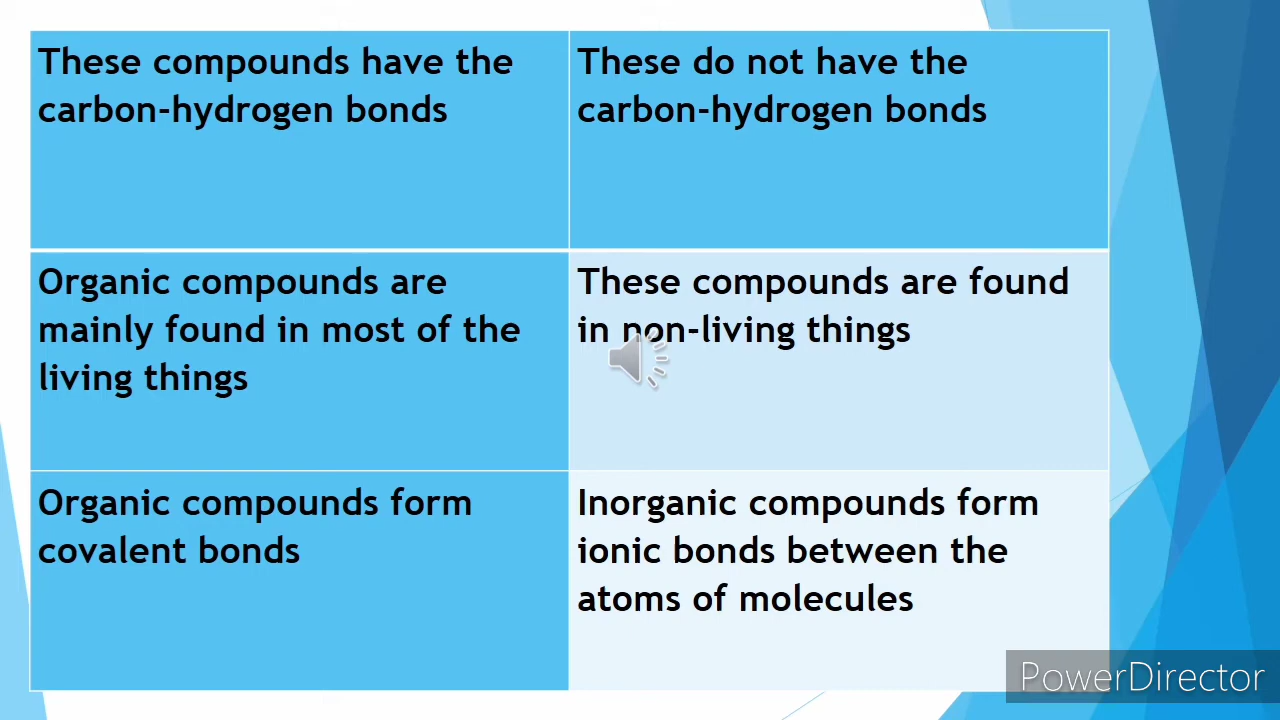 These compounds have the
carbon-hydrogen bonds
These do not have the
carbon-hydrogen bonds
Organic compounds are
mainly found in most of the
living things
These compounds are found
in non-living things
Organic compounds form
covalent bonds
Inorganic compounds form
ionic bonds between the
atoms of molecules
PowerDirector